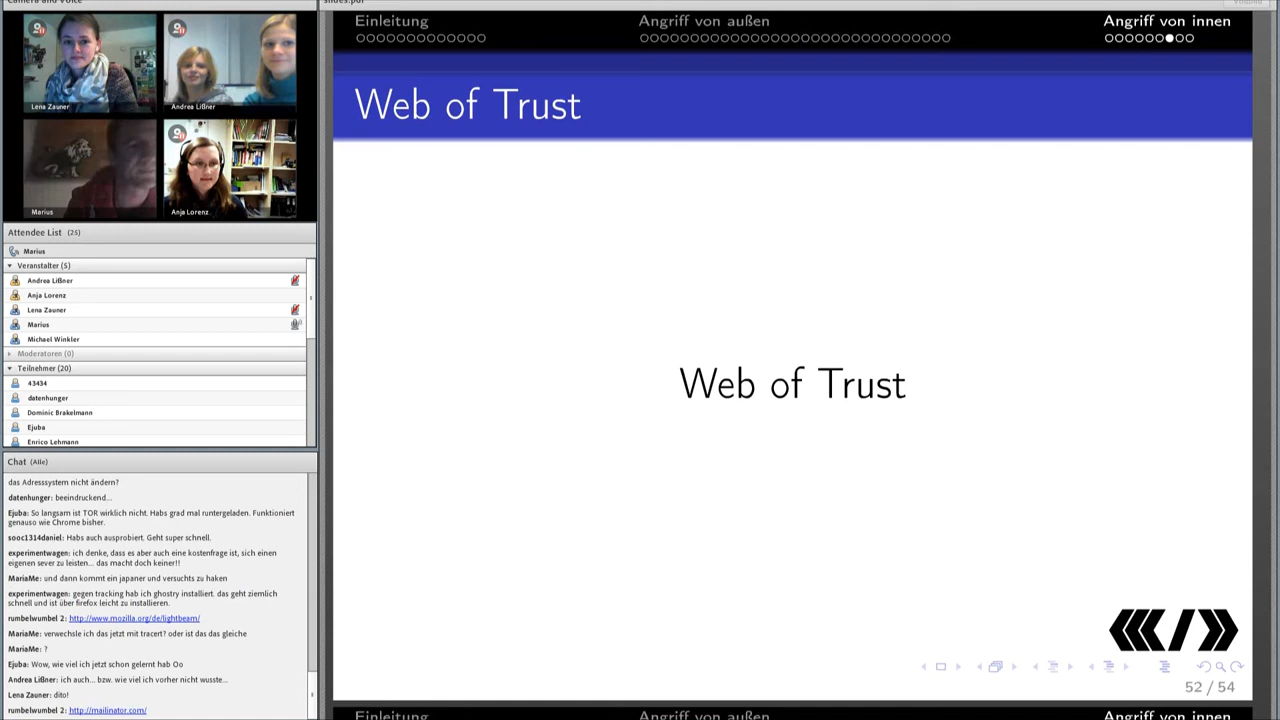 Camera and Voice
Lena Zauner
Andrea Lißner
Marius
Anja Lorenz
Attendee List (25)
Marius
Veranstalter (5)
Andrea Lißner
Anja Lorenz
Lena Zauner
Marius
Michael Winkler
Moderatoren (0)
Teilnehmer (20)
43434
datenhunger
Dominic Brakelmann
Ejuba
Enrico Lehmann
Chat (Alle)
das Adresssystem nicht ändern?
datenhunger: beeindruckend...
Ejuba: So langsam ist TOR wirklich nicht. Habs grad mal runtergeladen. Funktioniert
genauso wie Chrome bisher.
sooc1314daniel: Habs auch ausprobiert. Geht super schnell.
experimentwagen: ich denke, dass es aber auch eine kostenfrage ist, sich einen
eigenen sever zu leisten... das macht doch keiner!!
MariaMe: und dann kommt ein japaner und versuchts zu haken
experimentwagen: gegen tracking hab ich ghostry installiert. das geht ziemlich
schnell und ist über firefox leicht zu installieren.
rumbelwumbel 2: http://www.mozilla.org/de/lightbeam/
MariaMe: verwechsle ich das jetzt mit tracert? oder ist das das gleiche
MariaMe: ?
Ejuba: Wow, wie viel ich jetzt schon gelernt hab Oo
Andrea Lißner: ich auch... bzw. wie viel ich vorher nicht wusste...
Lena Zauner: dito!
rumbelwumbel 2: http://mailinator.com/
slides.pdf
Einleitung
Angriff von außen
Angriff von innen
Web of Trust
Web of Trust
52 / 54
Einleitung
Angriff von außen
Angriff von innen